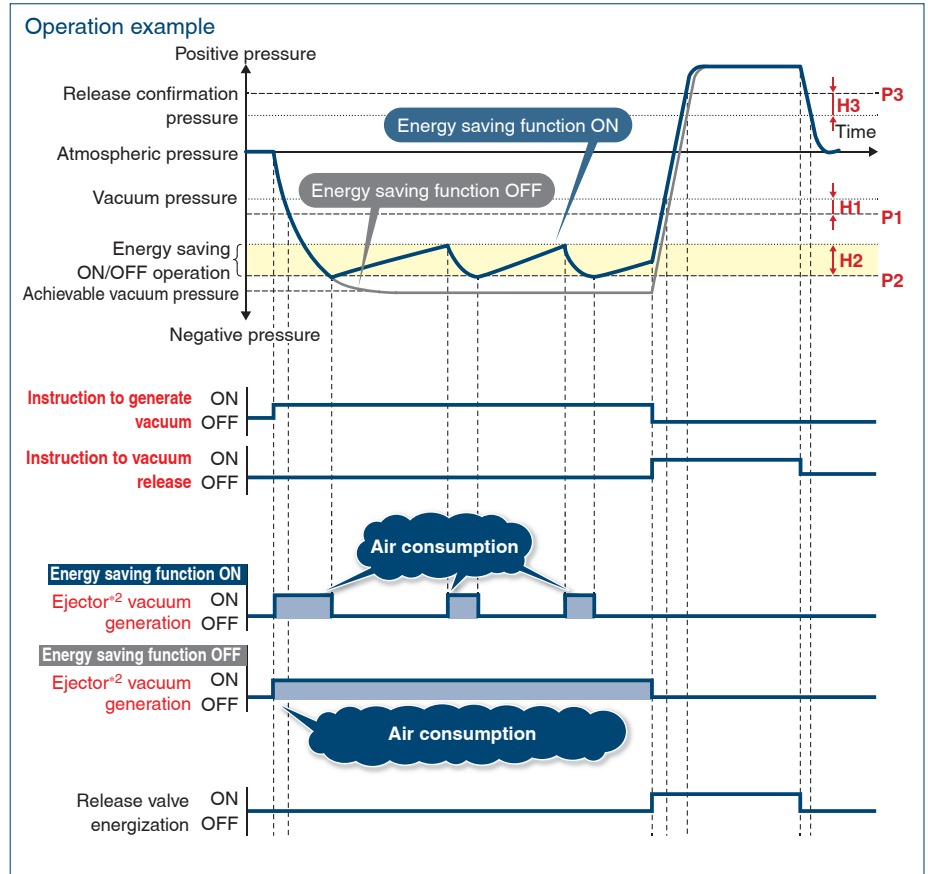 Operation example
Positive pressure
Release confirmation
pressure
P3
H3
Time
Energy saving function ON
Atmospheric pressure
Energy saving function OFF
Vacuum pressure
H1
P1
Energy saving
ON/OFF operation
H2
P2
Achievable vacuum pressure
Negative pressure
Instruction to generate ON
vacuum OFF
Instruction to vacuum ON
release OFF
Air consumption
Energy saving function ON
Ejector*2 vacuum ON
generation OFF
Energy saving function OFF
Ejector*2 vacuum ON
generation OFF
Air consumption
Release valve ON
energization OFF